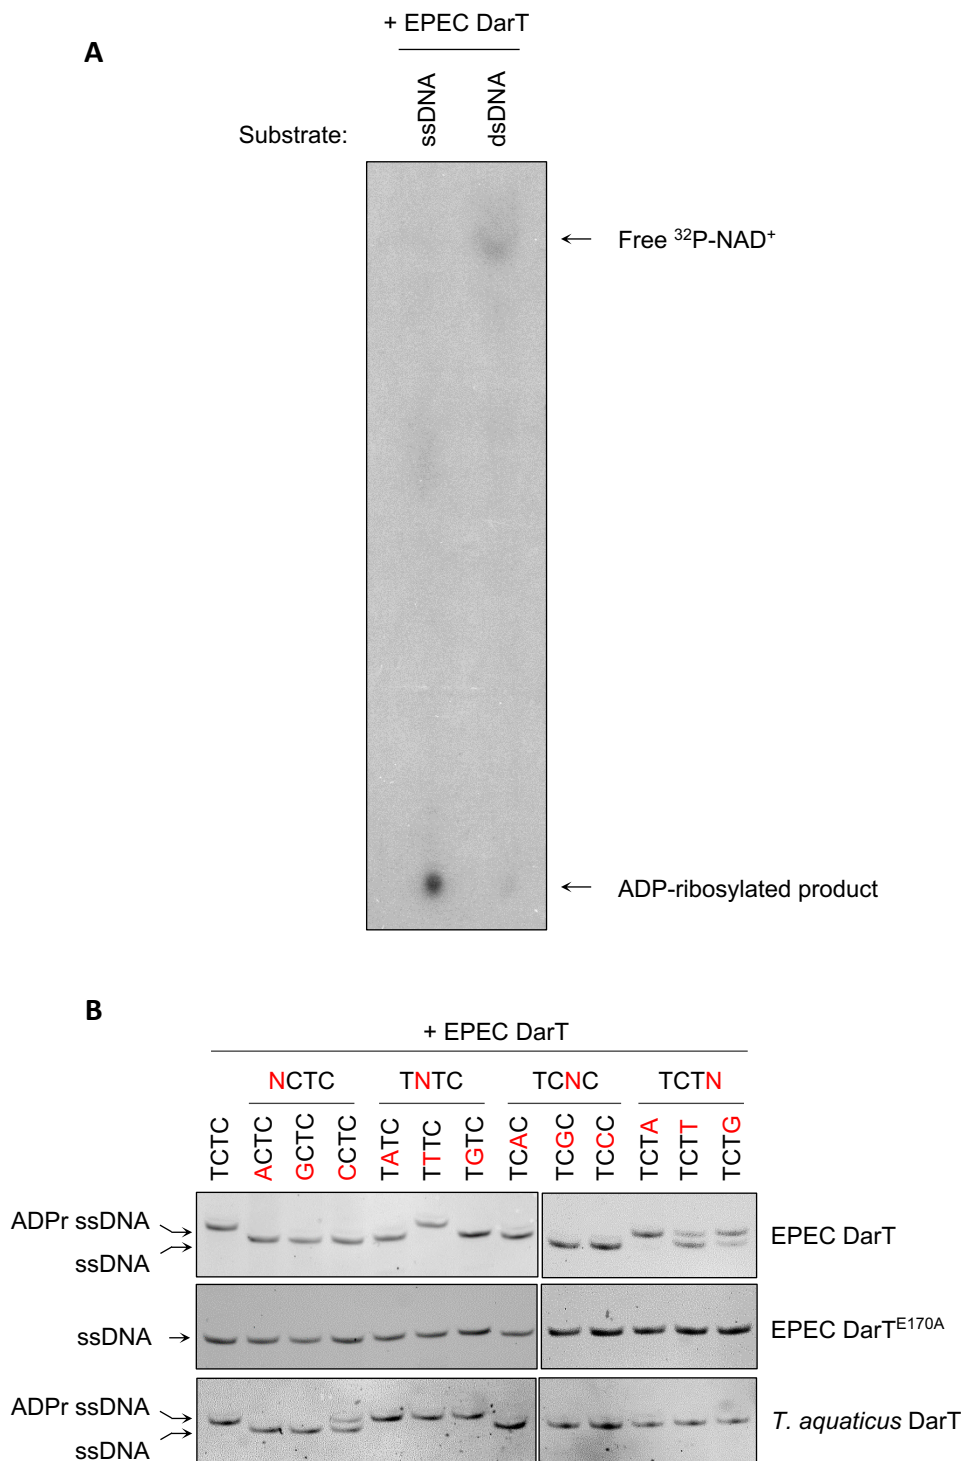 A
+ EPEC DarT
Substrate:
ssDNA
dsDNA
Free ³²P-NAD⁺
ADP-ribosylated product
B
+ EPEC DarT
NCTC TNTC TCNC TCTN
TCTC ACTC GCTC CCTC TATC TTTC TGTC TCAC TCGC TCCC TCTA TCTT TCTG
ADPr ssDNA
ssDNA
EPEC DarT
ssDNA
EPEC DarTᴱ¹⁷⁰ᴬ
ADPr ssDNA
ssDNA
T. aquaticus DarT